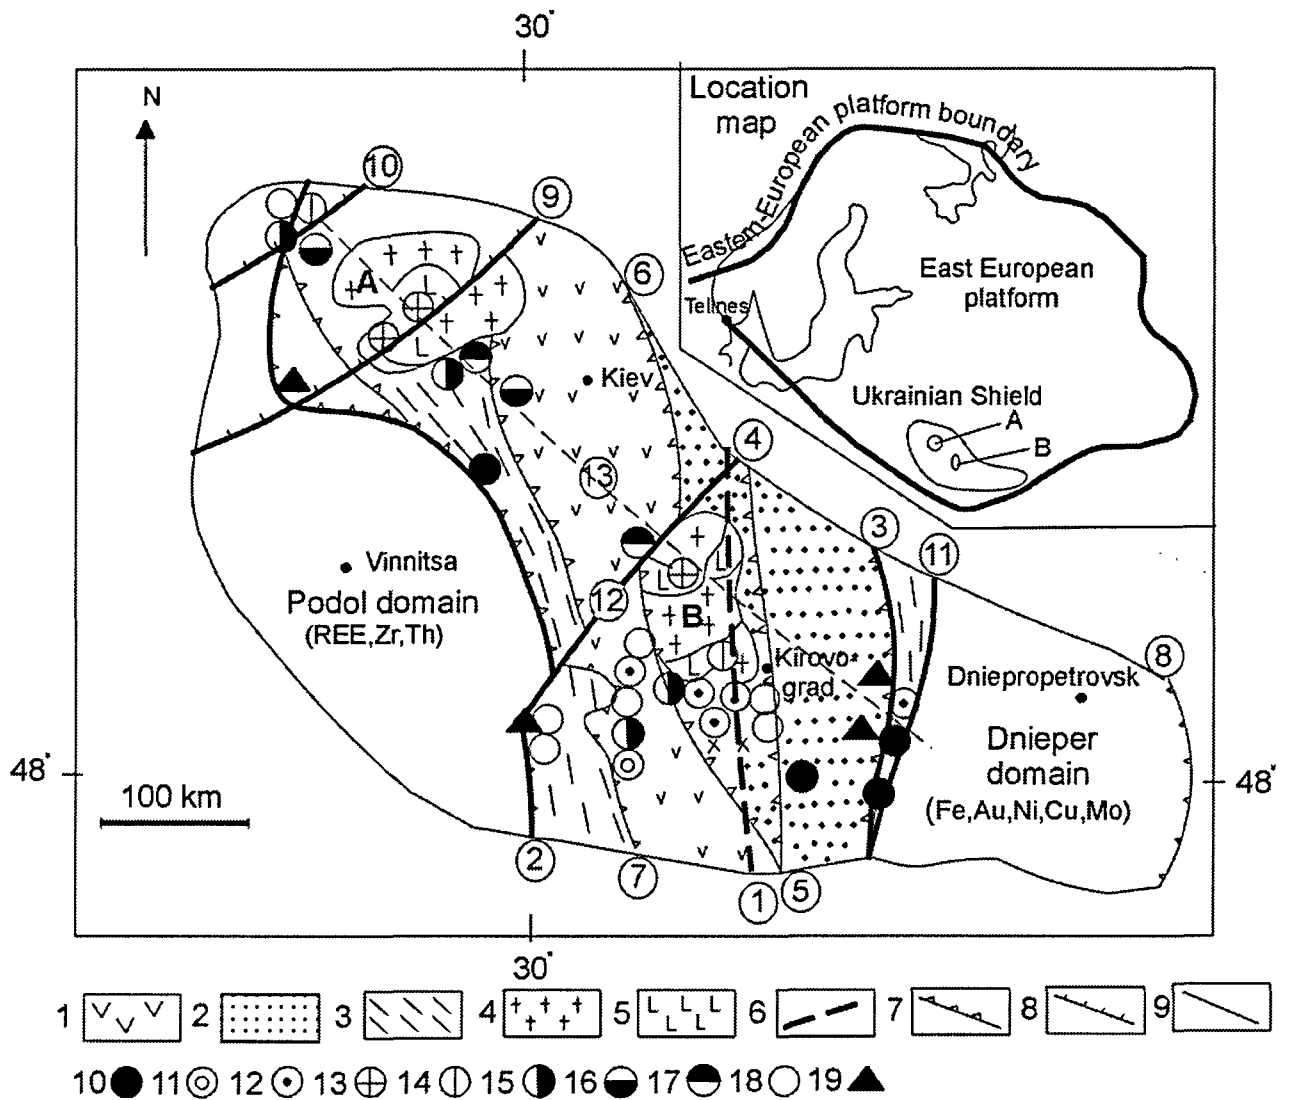 30°
N
Location
map
Eastern-European platform boundary
10
9
6
A
East European
platform
Tellnes
Kiev
Ukrainian Shield
A
B
4
13
3
11
Vinnitsa
Podol domain
(REE,Zr,Th)
12
B
Kirovo-
grad
8
Dniepropetrovsk
Dnieper
domain
(Fe,Au,Ni,Cu,Mo)
48°
48°
100 km
2
7
1
5
30°
1 2 3 4 5 6 7 8 9
10 11 12 13 14 15 16 17 18 19